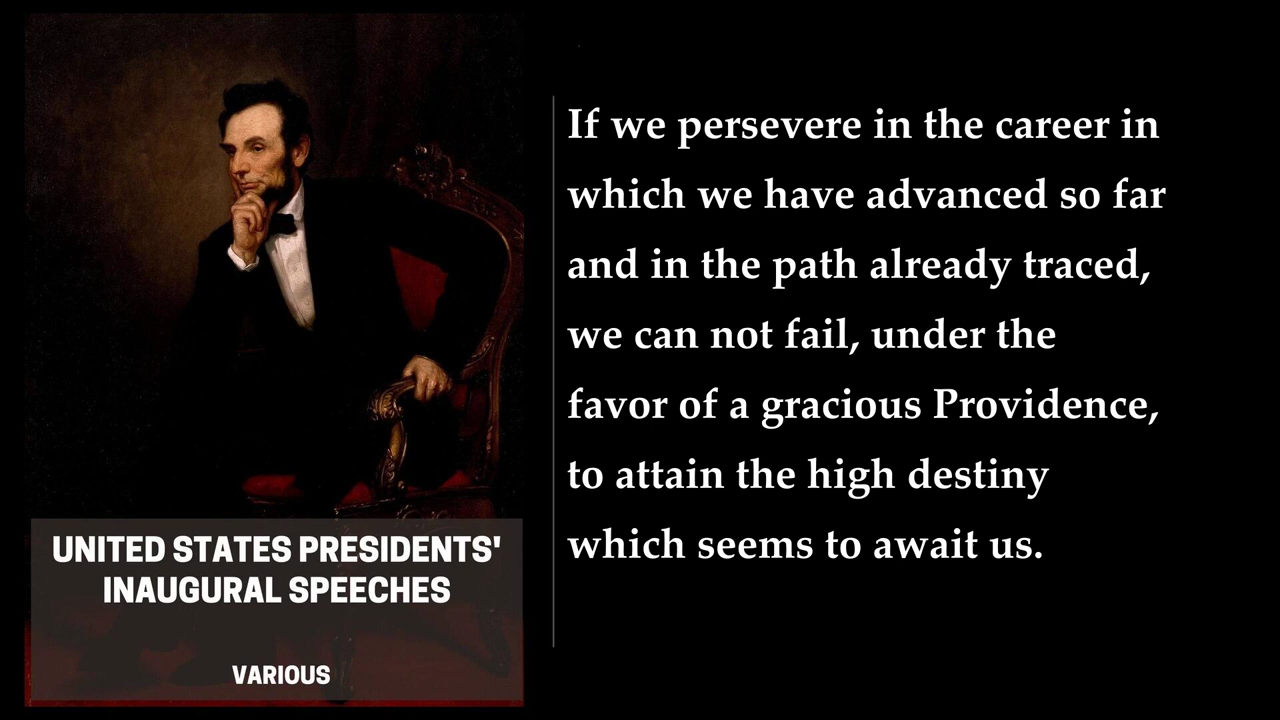 UNITED STATES PRESIDENTS'
INAUGURAL SPEECHES
VARIOUS
If we persevere in the career in
which we have advanced so far
and in the path already traced,
we can not fail, under the
favor of a gracious Providence,
to attain the high destiny
which seems to await us.